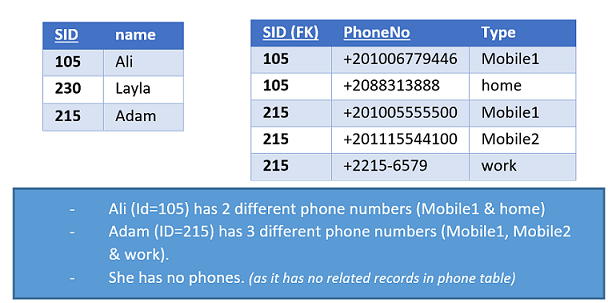 SID name
105 Ali
230 Layla
215 Adam
SID (FK) PhoneNo Type
105 +201006779446 Mobile1
105 +2088313888 home
215 +201005555500 Mobile1
215 +201115544100 Mobile2
215 +2215-6579 work
- Ali (Id=105) has 2 different phone numbers (Mobile1 & home)
- Adam (ID=215) has 3 different phone numbers (Mobile1, Mobile2
& work).
- She has no phones. (as it has no related records in phone table)